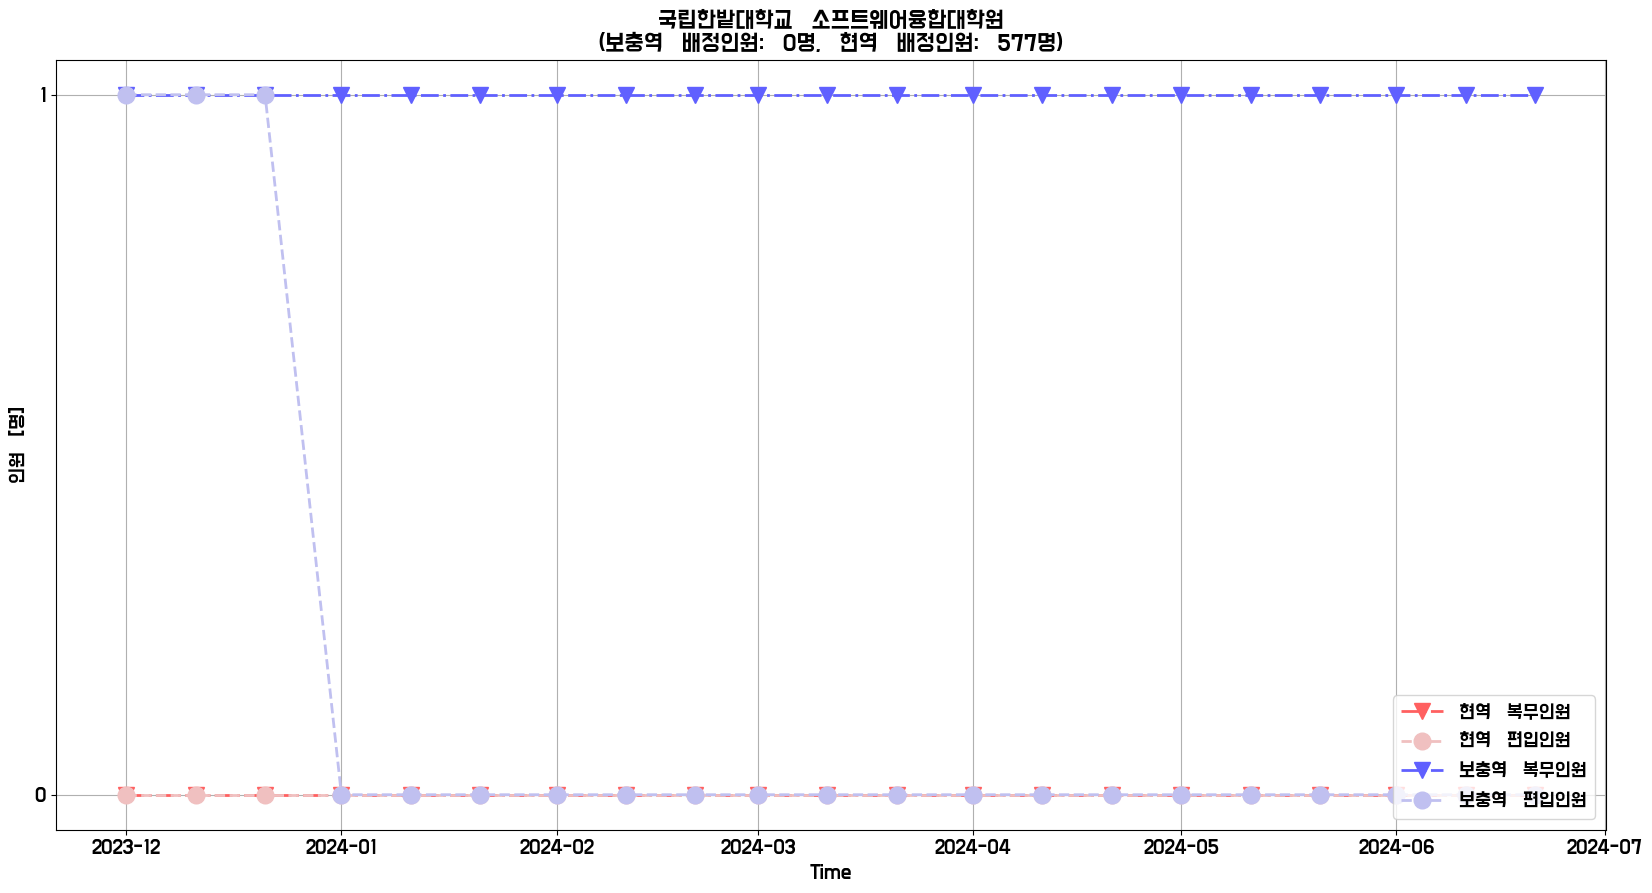 국립한밭대학교 소프트웨어융합대학원
(보충역 배정인원: 0명, 현역 배정인원: 577명)
1
0
인원 [명]
2023-12
2024-01
2024-02
2024-03
2024-04
2024-05
2024-06
2024-07
Time
현역 복무인원
현역 편입인원
보충역 복무인원
보충역 편입인원